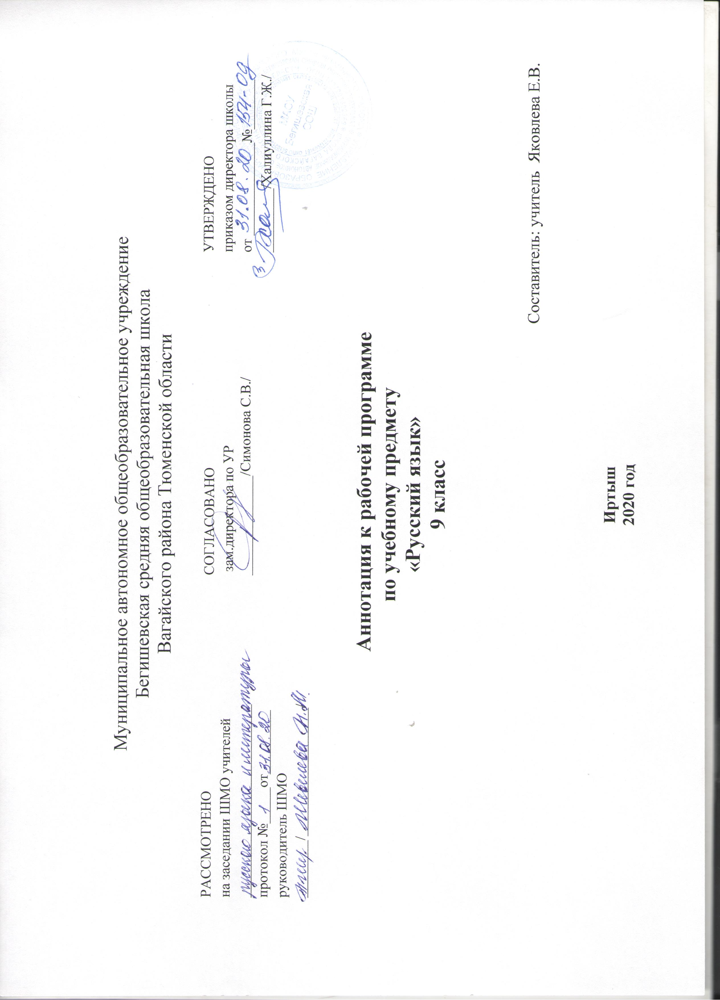 Муниципальное автономное общеобразовательное учреждение
Бегишевская средняя общеобразовательная школа
Вагайского района Тюменской области
РАССМОТРЕНО
на заседании ШМО учителей
русского языка и литературы
протокол № 1 от 31.08.20
руководитель ШМО
/
СОГЛАСОВАНО
зам.директора по УР
/Симонова С.В./
УТВЕРЖДЕНО
приказом директора школы
от 31.08.20 № 154-од
/Халиуллина Г.Ж./
МАОУ
Бегишевская
СОШ
Аннотация к рабочей программе
по учебному предмету
«Русский язык»
9 класс
Составитель: учитель Яковлева Е.В.
Иртыш
2020 год